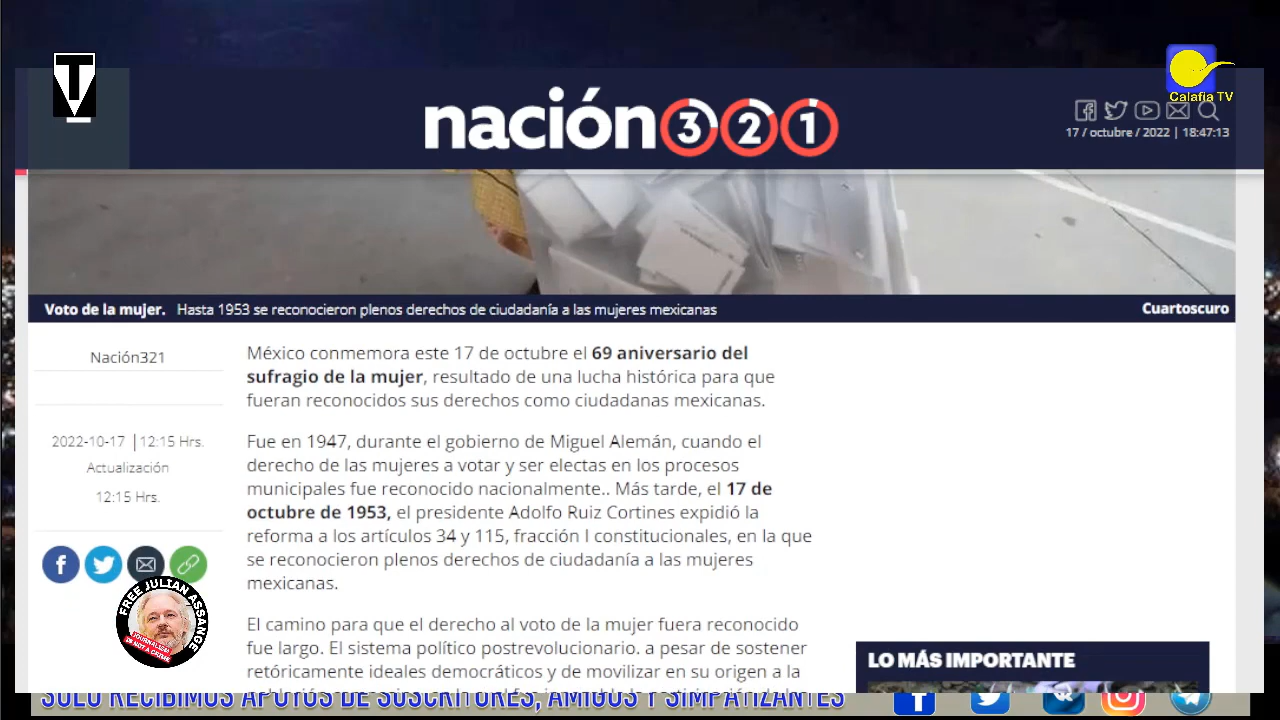 T
Calafia TV
nación321
17 / octubre / 2022 | 18:47:13
Voto de la mujer. Hasta 1953 se reconocieron plenos derechos de ciudadanía a las mujeres mexicanas
Cuartoscuro
Nación321
2022-10-17 | 12:15 Hrs.
Actualización
12:15 Hrs.
México conmemora este 17 de octubre el 69 aniversario del
sufragio de la mujer, resultado de una lucha histórica para que
fueran reconocidos sus derechos como ciudadanas mexicanas.
Fue en 1947, durante el gobierno de Miguel Alemán, cuando el
derecho de las mujeres a votar y ser electas en los procesos
municipales fue reconocido nacionalmente.. Más tarde, el 17 de
octubre de 1953, el presidente Adolfo Ruiz Cortines expidió la
reforma a los artículos 34 y 115, fracción I constitucionales, en la que
se reconocieron plenos derechos de ciudadanía a las mujeres
mexicanas.
El camino para que el derecho al voto de la mujer fuera reconocido
fue largo. El sistema político postrevolucionario. a pesar de sostener
retóricamente ideales democráticos y de movilizar en su origen a la
FREE JULIAN ASSANGE
JOURNALISM
IS NOT A CRIME
LO MÁS IMPORTANTE
SÓLO RECIBIMOS APOYOS DE SUSCRITORES, AMIGOS Y SIMPATIZANTES